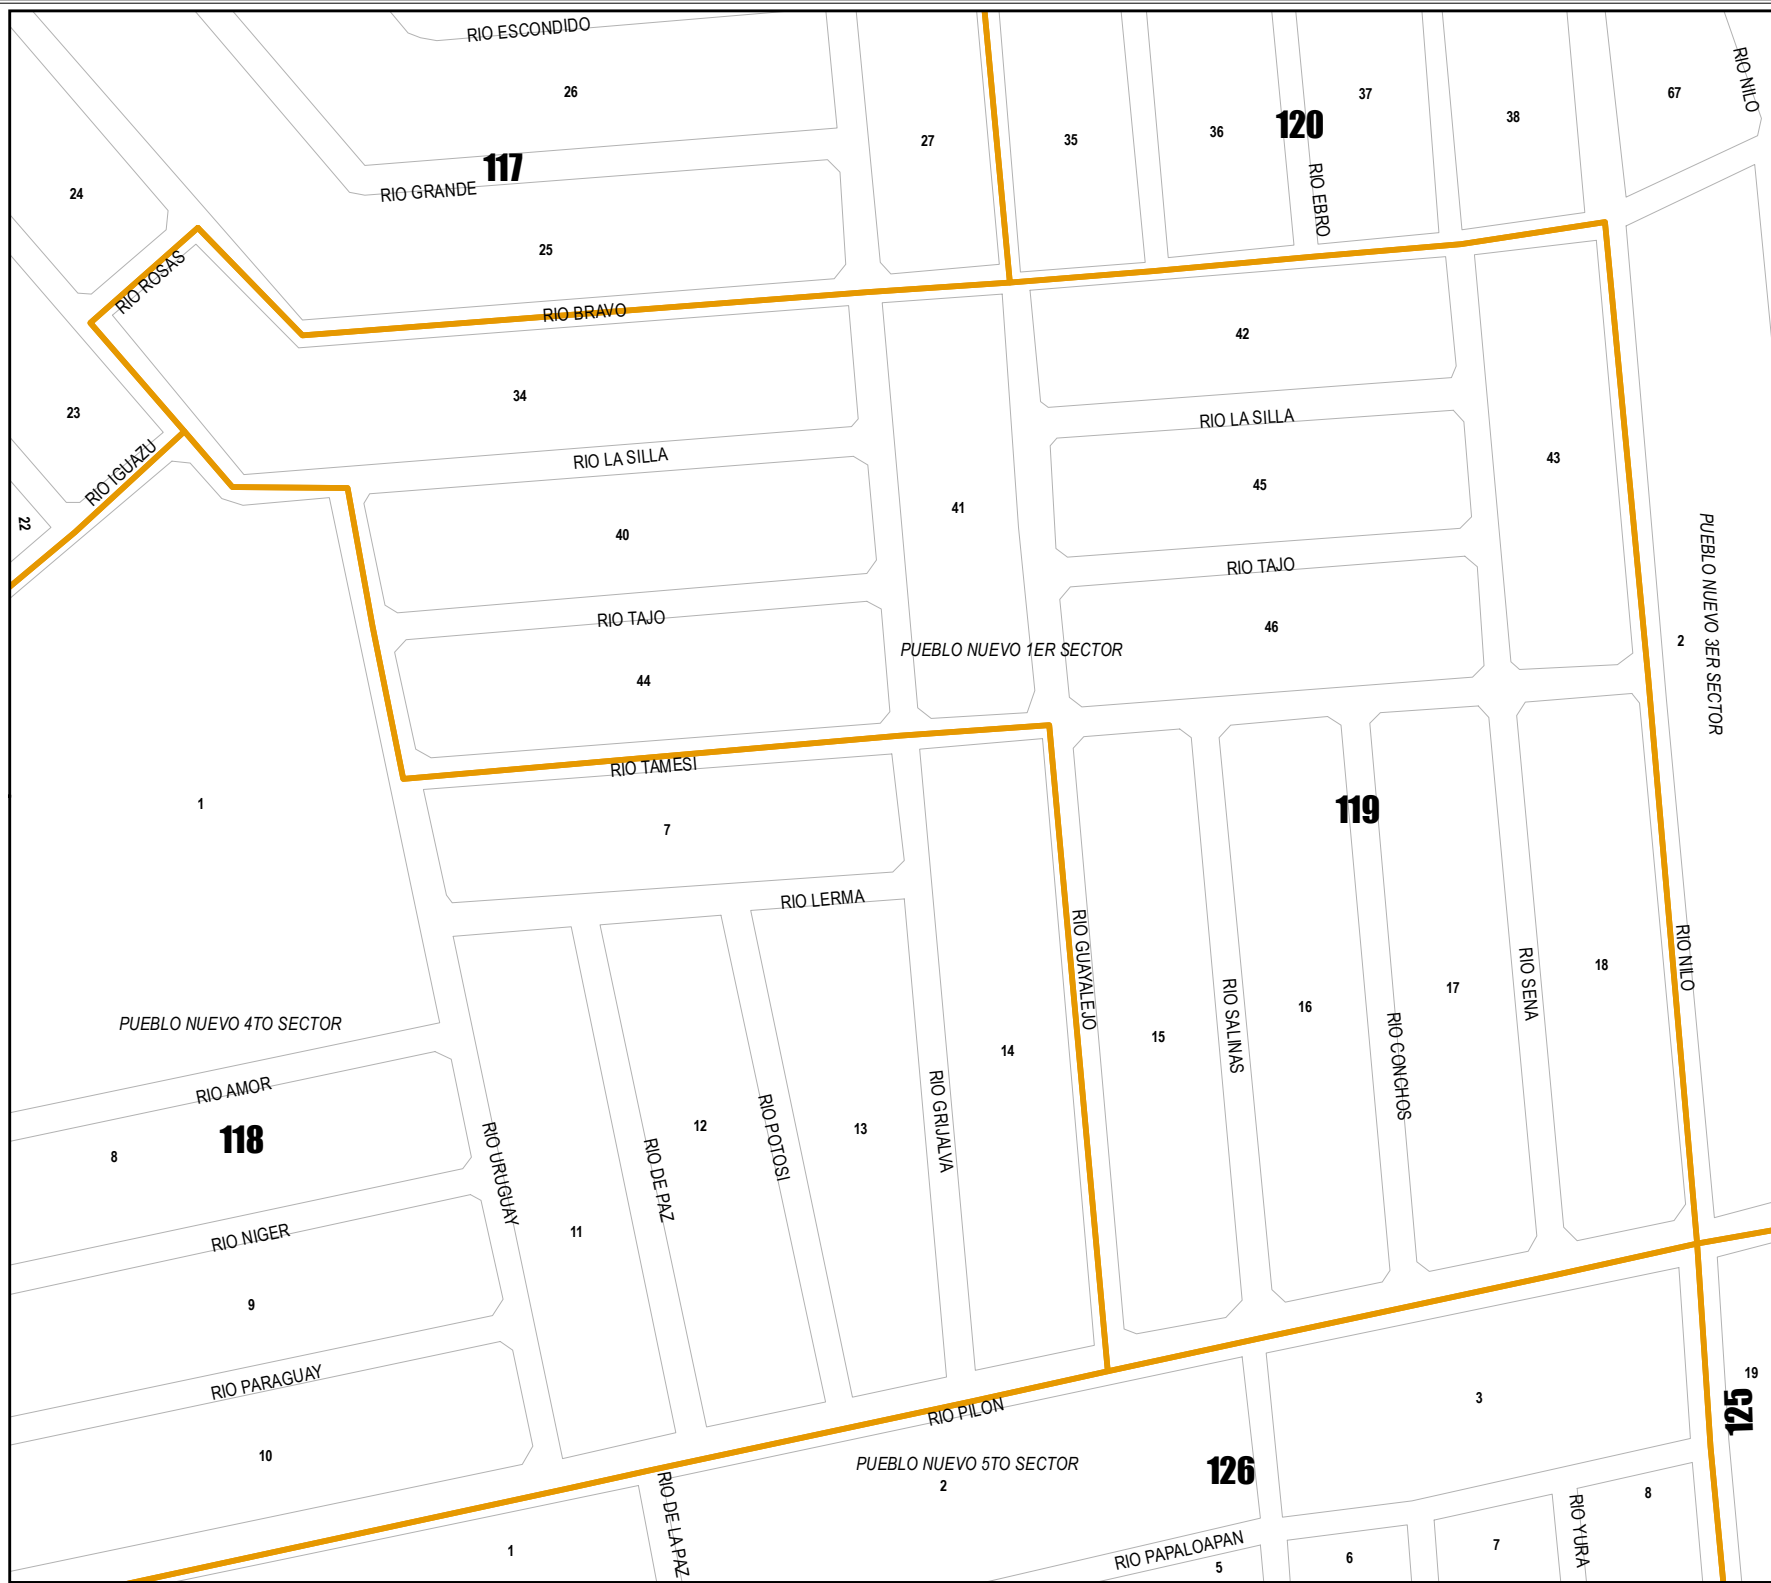 RIO ESCONDIDO
26
27
35
36
120
37
38
67
RIO NILO
117
RIO GRANDE
24
25
RIO EBRO
RIO ROSAS
RIO BRAVO
42
34
23
RIO LA SILLA
RIO LA SILLA
RIO IGUAZU
22
40
41
45
43
RIO TAJO
RIO TAJO
46
44
PUEBLO NUEVO 1ER SECTOR
2
PUEBLO NUEVO 3ER SECTOR
RIO TAMESI
1
7
119
RIO LERMA
RIO GUAYALEJO
RIO SALINAS
RIO CONCHOS
RIO SENA
RIO NILO
18
17
16
15
14
PUEBLO NUEVO 4TO SECTOR
RIO AMOR
118
8
RIO URUGUAY
RIO DE PAZ
12
RIO POTOSI
13
RIO GRIJALVA
11
RIO NIGER
9
RIO PARAGUAY
10
RIO PILON
3
19
125
PUEBLO NUEVO 5TO SECTOR
2
126
RIO DE LA PAZ
1
RIO PAPALOAPAN
5
6
7
RIO YURA
8